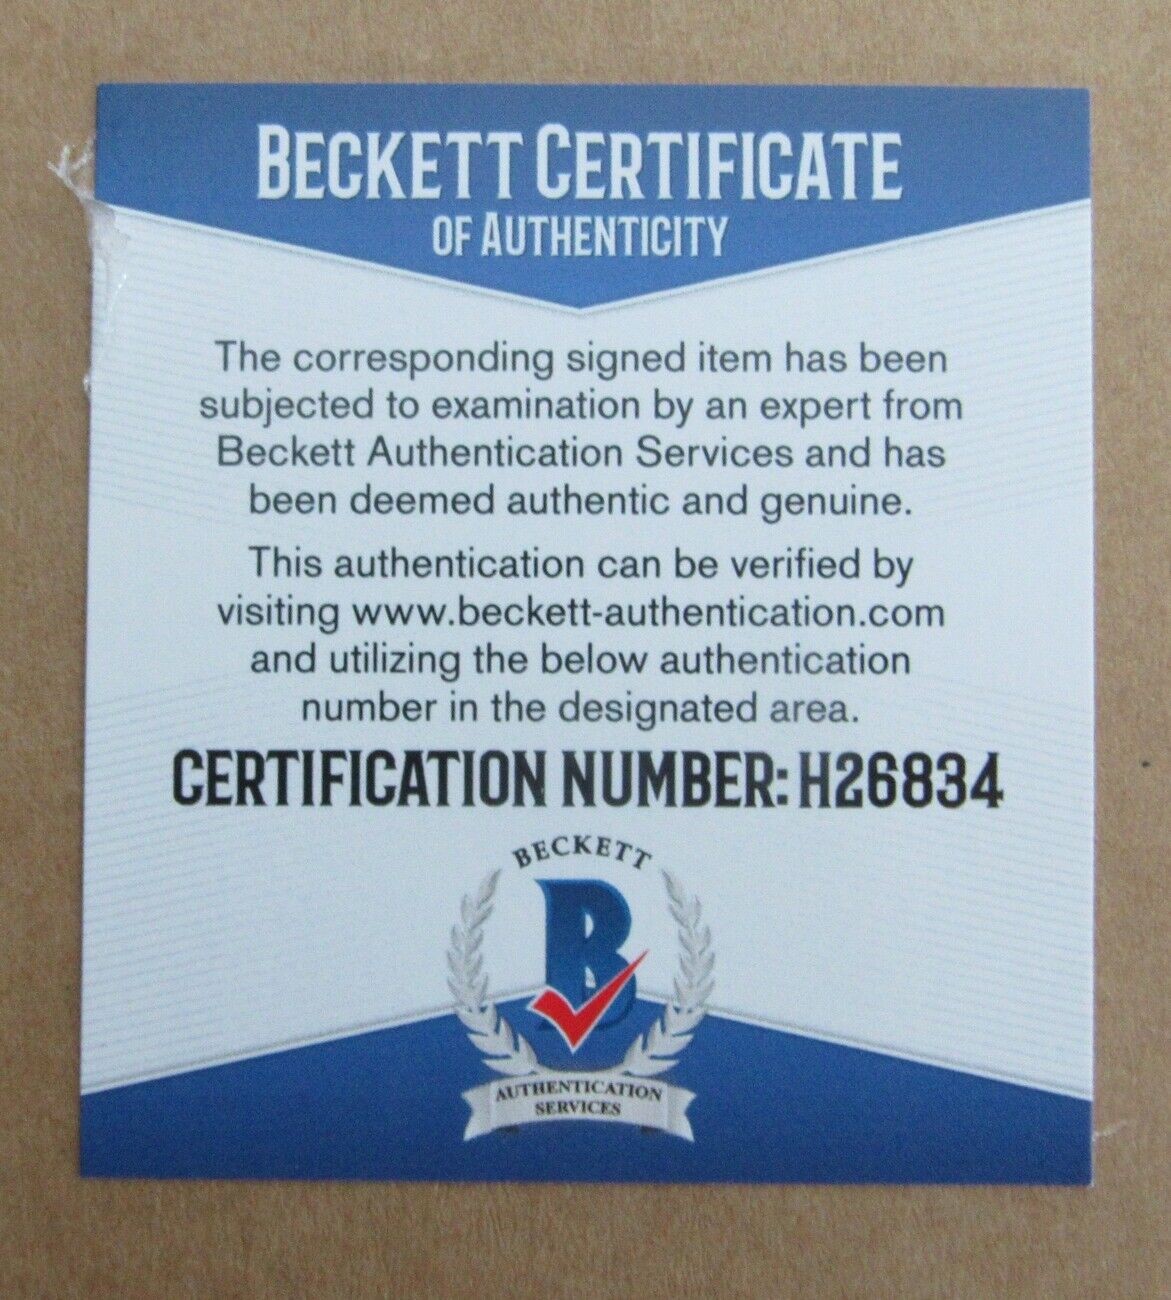 BECKETT CERTIFICATE
OF AUTHENTICITY
The corresponding signed item has been
subjected to examination by an expert from
Beckett Authentication Services and has
been deemed authentic and genuine.
This authentication can be verified by
visiting www.beckett-authentication.com
and utilizing the below authentication
number in the designated area.
CERTIFICATION NUMBER: H26834
BECKETT
B
AUTHENTICATION
SERVICES